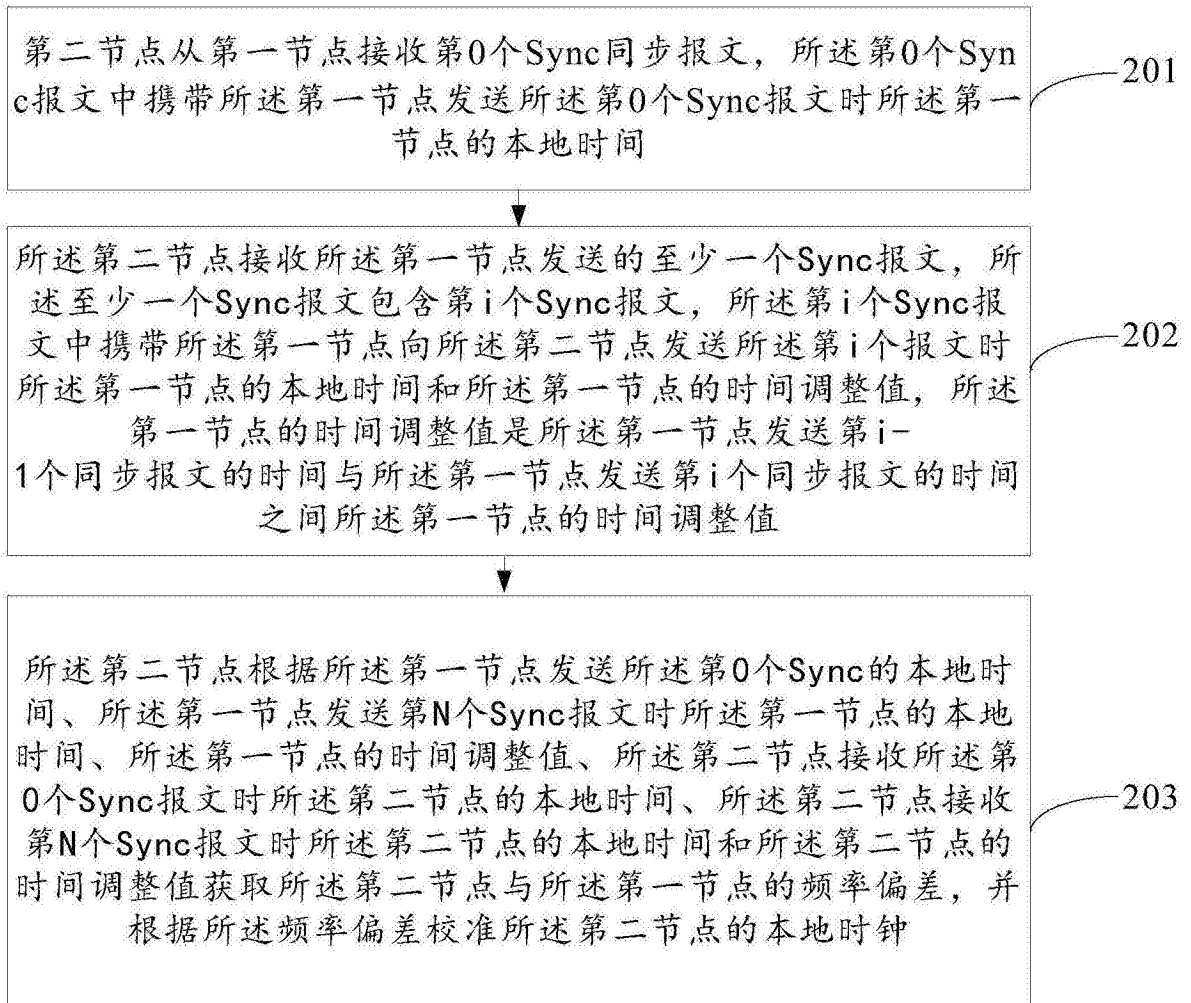 第二节点从第一节点接收第0个Sync同步报文，所述第0个Syn
c报文中携带所述第一节点发送所述第0个Sync报文时所述第一
节点的本地时间
201
所述第二节点接收所述第一节点发送的至少一个Sync报文，所
述至少一个Sync报文包含第i个Sync报文，所述第i个Sync报
文中携带所述第一节点向所述第二节点发送所述第i个报文时
所述第一节点的本地时间和所述第一节点的时间调整值，所述
第一节点的时间调整值是所述第一节点发送第i-
1个同步报文的时间与所述第一节点发送第i个同步报文的时间
之间所述第一节点的时间调整值
202
所述第二节点根据所述第一节点发送所述第0个Sync的本地时
间、所述第一节点发送第N个Sync报文时所述第一节点的本地
时间、所述第一节点的时间调整值、所述第二节点接收所述第
0个Sync报文时所述第二节点的本地时间、所述第二节点接收
第N个Sync报文时所述第二节点的本地时间和所述第二节点的
时间调整值获取所述第二节点与所述第一节点的频率偏差，并
根据所述频率偏差校准所述第二节点的本地时钟
203